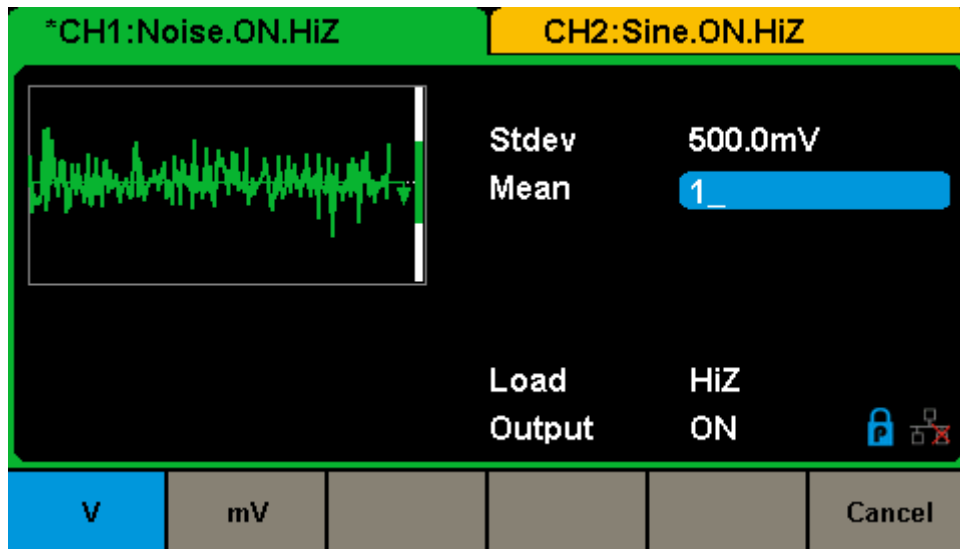 *CH1:Noise.ON.HiZ CH2:Sine.ON.HiZ
Stdev 500.0mV
Mean 1_
Load HiZ
Output ON P
V mV Cancel